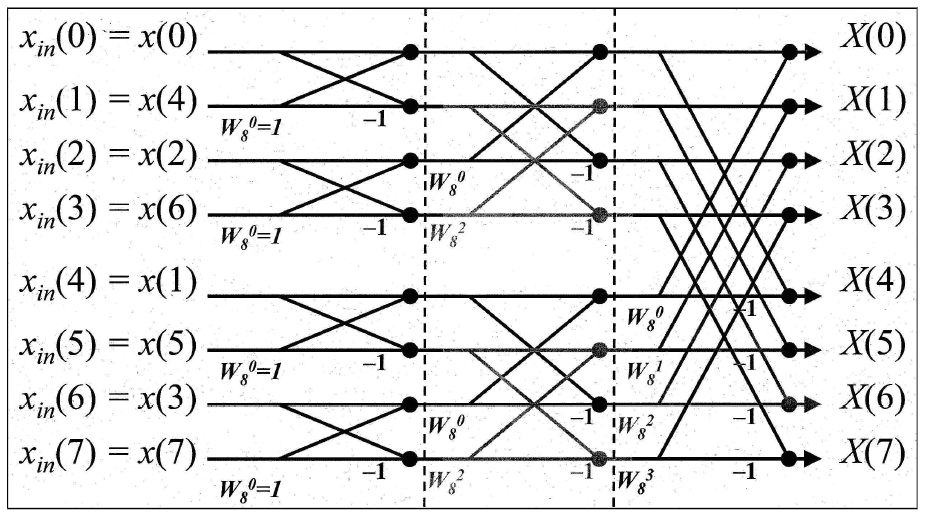 x_in(0) = x(0) X(0)
x_in(1) = x(4) –1 X(1)
W_8^0=1
x_in(2) = x(2) W_8^0 –1 X(2)
x_in(3) = x(6) –1 W_8^2 –1 X(3)
W_8^0=1
x_in(4) = x(1) W_8^0 –1 X(4)
x_in(5) = x(5) –1 W_8^1 –1 X(5)
W_8^0=1
x_in(6) = x(3) W_8^0 –1 W_8^2 –1 X(6)
x_in(7) = x(7) –1 W_8^2 –1 W_8^3 –1 X(7)
W_8^0=1